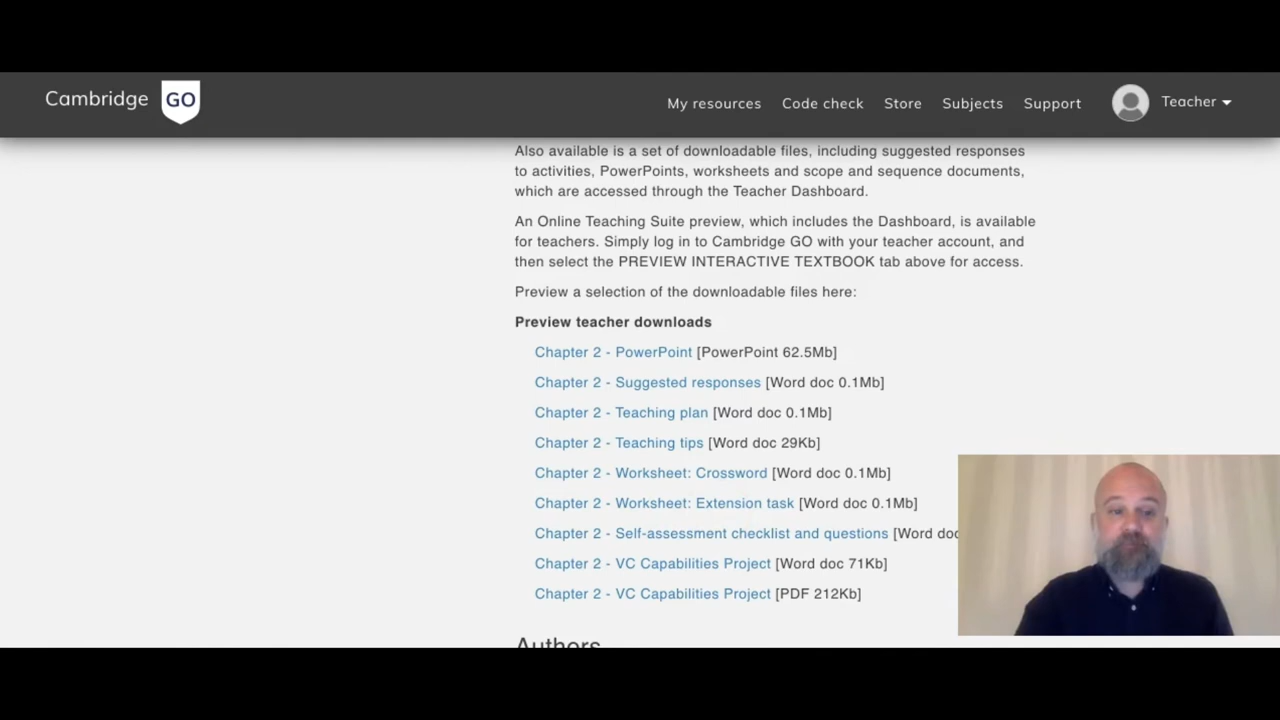 Cambridge GO
My resources Code check Store Subjects Support Teacher
Also available is a set of downloadable files, including suggested responses
to activities, PowerPoints, worksheets and scope and sequence documents,
which are accessed through the Teacher Dashboard.
An Online Teaching Suite preview, which includes the Dashboard, is available
for teachers. Simply log in to Cambridge GO with your teacher account, and
then select the PREVIEW INTERACTIVE TEXTBOOK tab above for access.
Preview a selection of the downloadable files here:
Preview teacher downloads
Chapter 2 - PowerPoint [PowerPoint 62.5Mb]
Chapter 2 - Suggested responses [Word doc 0.1Mb]
Chapter 2 - Teaching plan [Word doc 0.1Mb]
Chapter 2 - Teaching tips [Word doc 29Kb]
Chapter 2 - Worksheet: Crossword [Word doc 0.1Mb]
Chapter 2 - Worksheet: Extension task [Word doc 0.1Mb]
Chapter 2 - Self-assessment checklist and questions [Word doc
Chapter 2 - VC Capabilities Project [Word doc 71Kb]
Chapter 2 - VC Capabilities Project [PDF 212Kb]
Authors